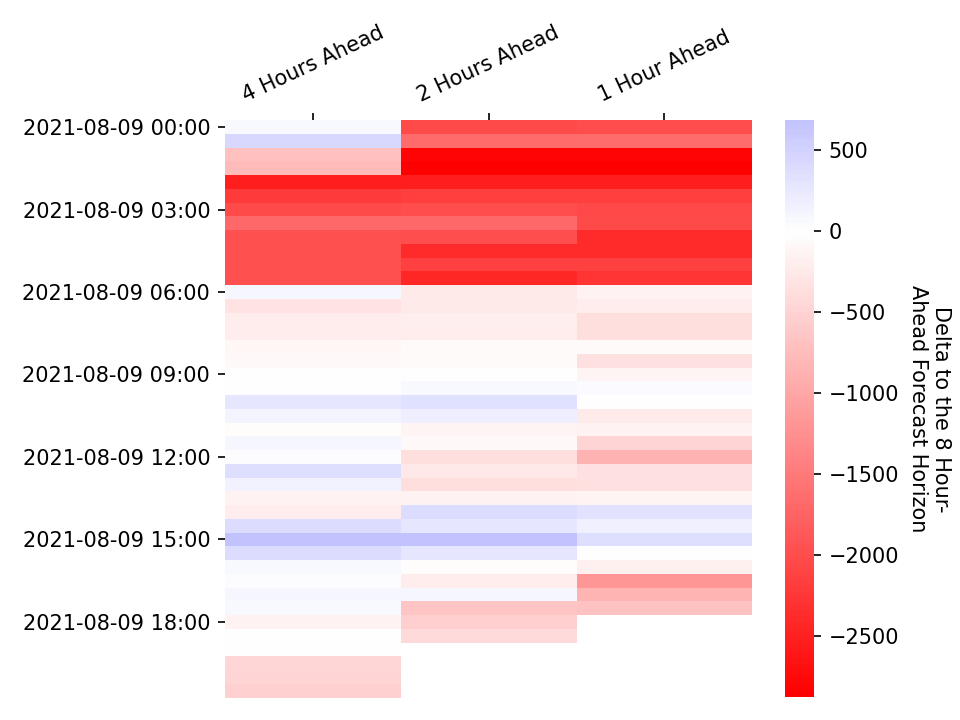 4 Hours Ahead
2 Hours Ahead
1 Hour Ahead
2021-08-09 00:00
2021-08-09 03:00
2021-08-09 06:00
2021-08-09 09:00
2021-08-09 12:00
2021-08-09 15:00
2021-08-09 18:00
500
0
−500
−1000
−1500
−2000
−2500
Delta to the 8 Hour-
Ahead Forecast Horizon